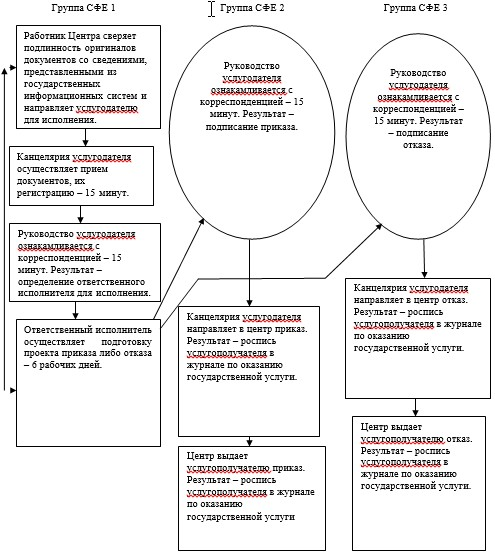 Группа СФЕ 1
Группа СФЕ 2
Группа СФЕ 3
Работник Центра сверяет
подлинность оригиналов
документов со сведениями,
представленными из
государственных
информационных систем и
направляет услугодателю
для исполнения.
Канцелярия услугодателя
осуществляет прием
документов, их
регистрацию – 15 минут.
Руководство услугодателя
ознакамливается с
корреспонденцией – 15
минут. Результат –
определение ответственного
исполнителя для исполнения.
Ответственный исполнитель
осуществляет подготовку
проекта приказа либо отказа
– 6 рабочих дней.
Руководство
услугодателя
ознакамливается с
корреспонденцией – 15
минут. Результат –
подписание приказа.
Канцелярия услугодателя
направляет в центр приказ.
Результат – роспись
услугополучателя в
журнале по оказанию
государственной услуги.
Центр выдает
услугополучателю приказ.
Результат – роспись
услугополучателя в журнале
по оказанию
государственной услуги
Руководство
услугодателя
ознакамливается с
корреспонденцией –
15 минут. Результат
– подписание
отказа.
Канцелярия услугодателя
направляет в центр отказ.
Результат – роспись
услугополучателя в журнале
по оказанию
государственной услуги.
Центр выдает
услугополучателю отказ.
Результат – роспись
услугополучателя в
журнале по оказанию
государственной услуги.